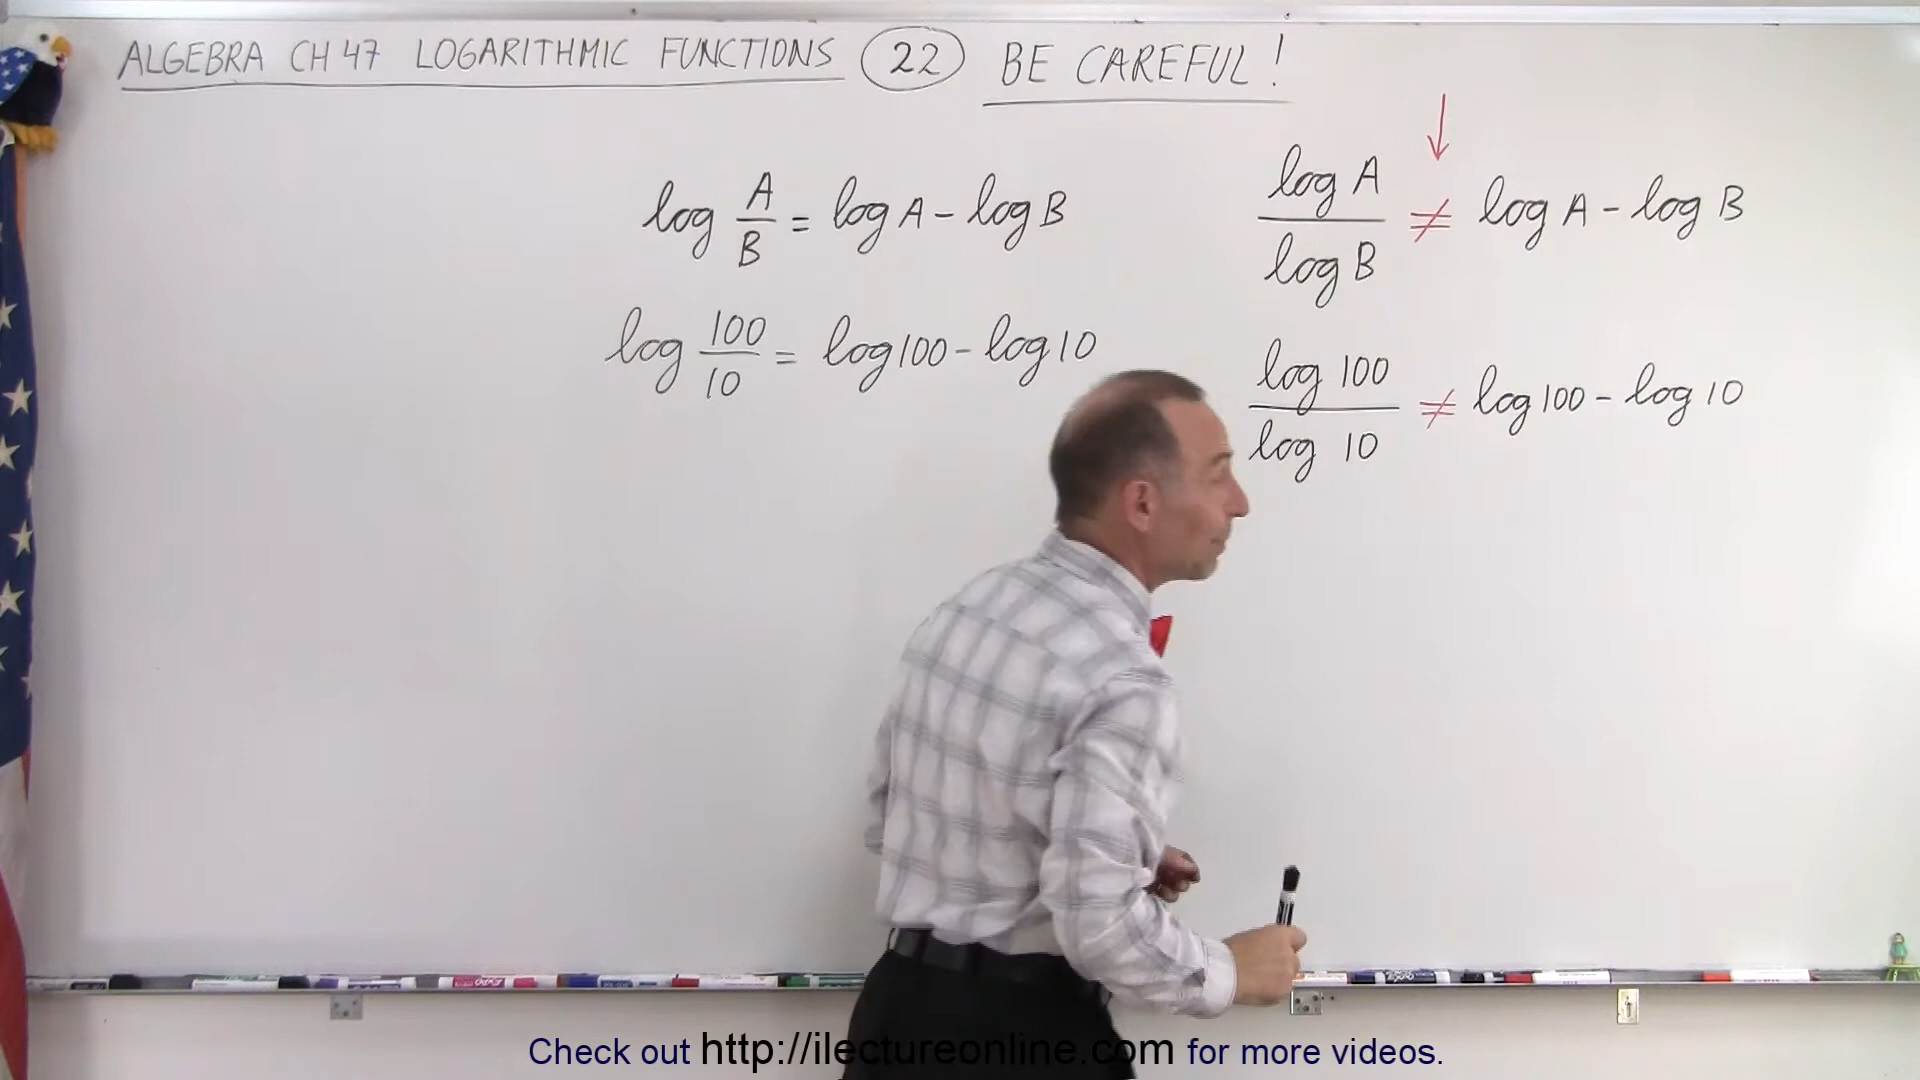 ALGEBRA CH 47 LOGARITHMIC FUNCTIONS 22 BE CAREFUL!
log A/B = log A - log B
log A / log B ≠ log A - log B
log 100/10 = log 100 - log 10
log 100 / log 10 ≠ log 100 - log 10
Check out http://ilectureonline.com for more videos.